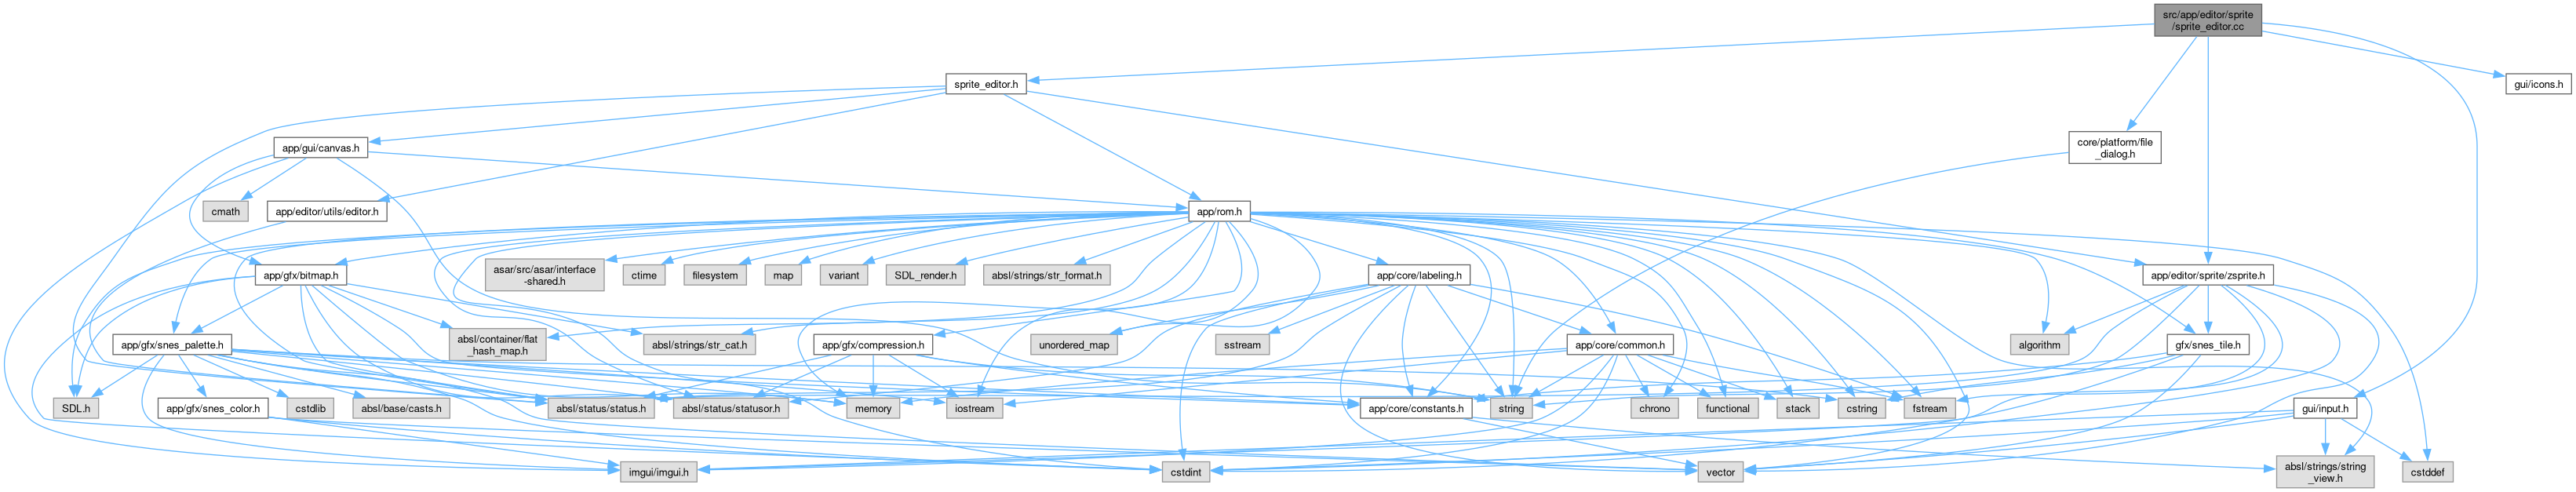 src/app/editor/sprite
/sprite_editor.cc
sprite_editor.h
gui/icons.h
app/gui/canvas.h
core/platform/file
_dialog.h
cmath
app/editor/utils/editor.h
app/rom.h
asar/src/asar/interface
-shared.h
ctime
filesystem
map
variant
SDL_render.h
absl/strings/str_format.h
app/core/labeling.h
app/editor/sprite/zsprite.h
app/gfx/bitmap.h
app/gfx/snes_palette.h
absl/container/flat
_hash_map.h
absl/strings/str_cat.h
app/gfx/compression.h
unordered_map
sstream
app/core/common.h
algorithm
gfx/snes_tile.h
SDL.h
app/gfx/snes_color.h
cstdlib
absl/base/casts.h
absl/status/status.h
absl/status/statusor.h
memory
iostream
app/core/constants.h
string
chrono
functional
stack
cstring
fstream
gui/input.h
imgui/imgui.h
cstdint
vector
absl/strings/string
_view.h
cstddef